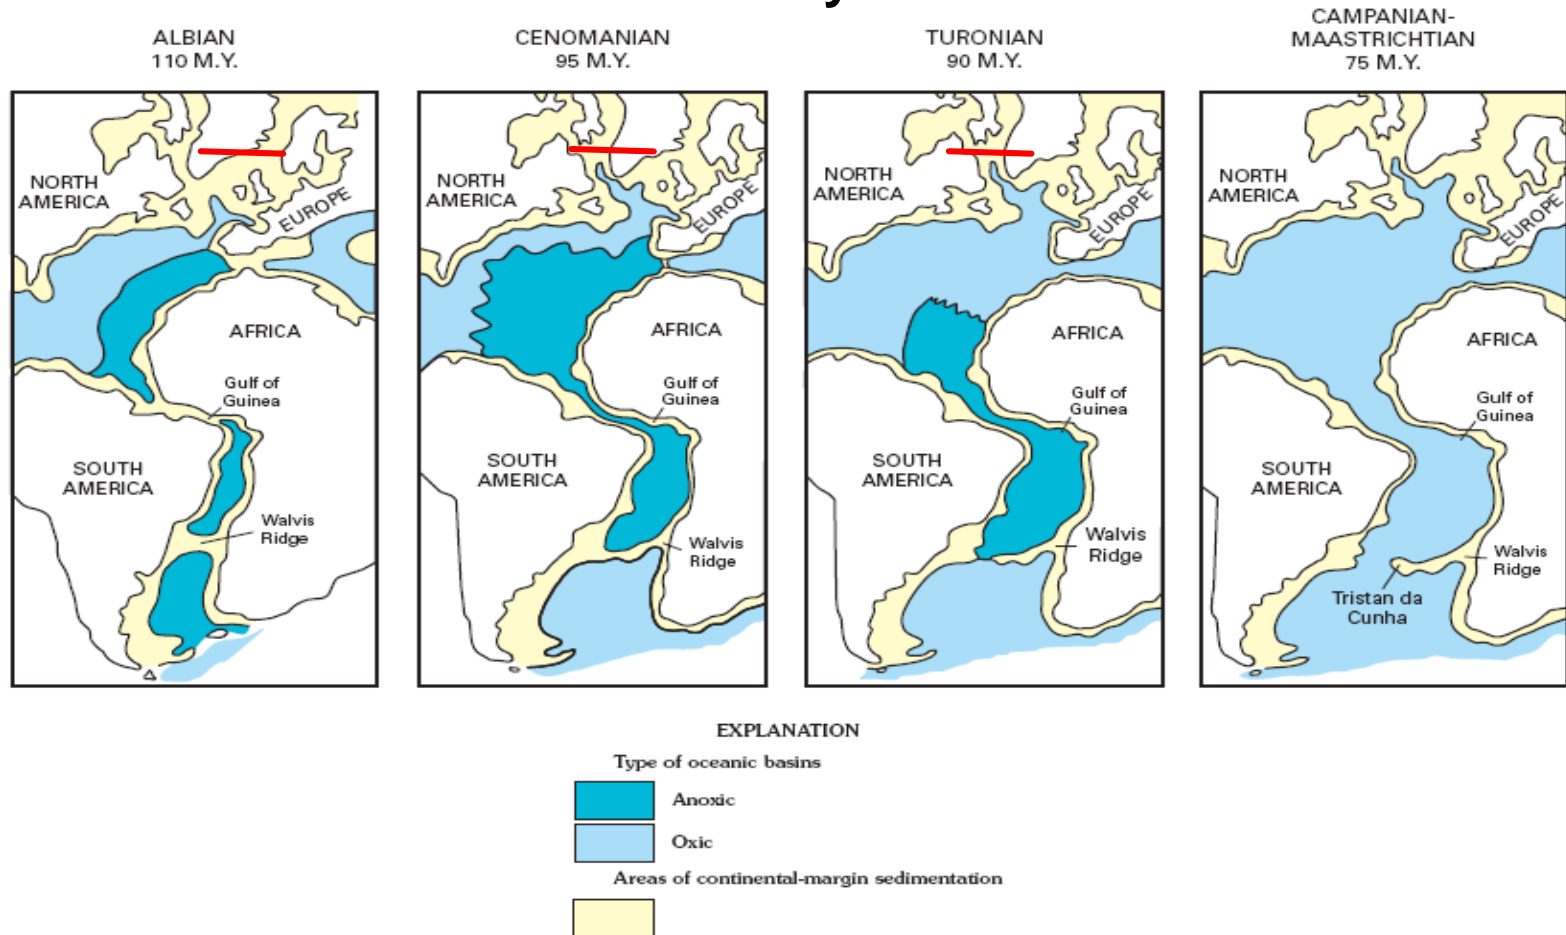 ALBIAN
110 M.Y.
CENOMANIAN
95 M.Y.
TURONIAN
90 M.Y.
CAMPANIAN-
MAASTRICHTIAN
75 M.Y.
NORTH
AMERICA
EUROPE
AFRICA
Gulf of
Guinea
SOUTH
AMERICA
Walvis
Ridge
NORTH
AMERICA
EUROPE
AFRICA
Gulf of
Guinea
SOUTH
AMERICA
Walvis
Ridge
NORTH
AMERICA
EUROPE
AFRICA
Gulf of
Guinea
SOUTH
AMERICA
Walvis
Ridge
NORTH
AMERICA
EUROPE
AFRICA
Gulf of
Guinea
SOUTH
AMERICA
Walvis
Ridge
Tristan da
Cunha
EXPLANATION
Type of oceanic basins
Anoxic
Oxic
Areas of continental-margin sedimentation